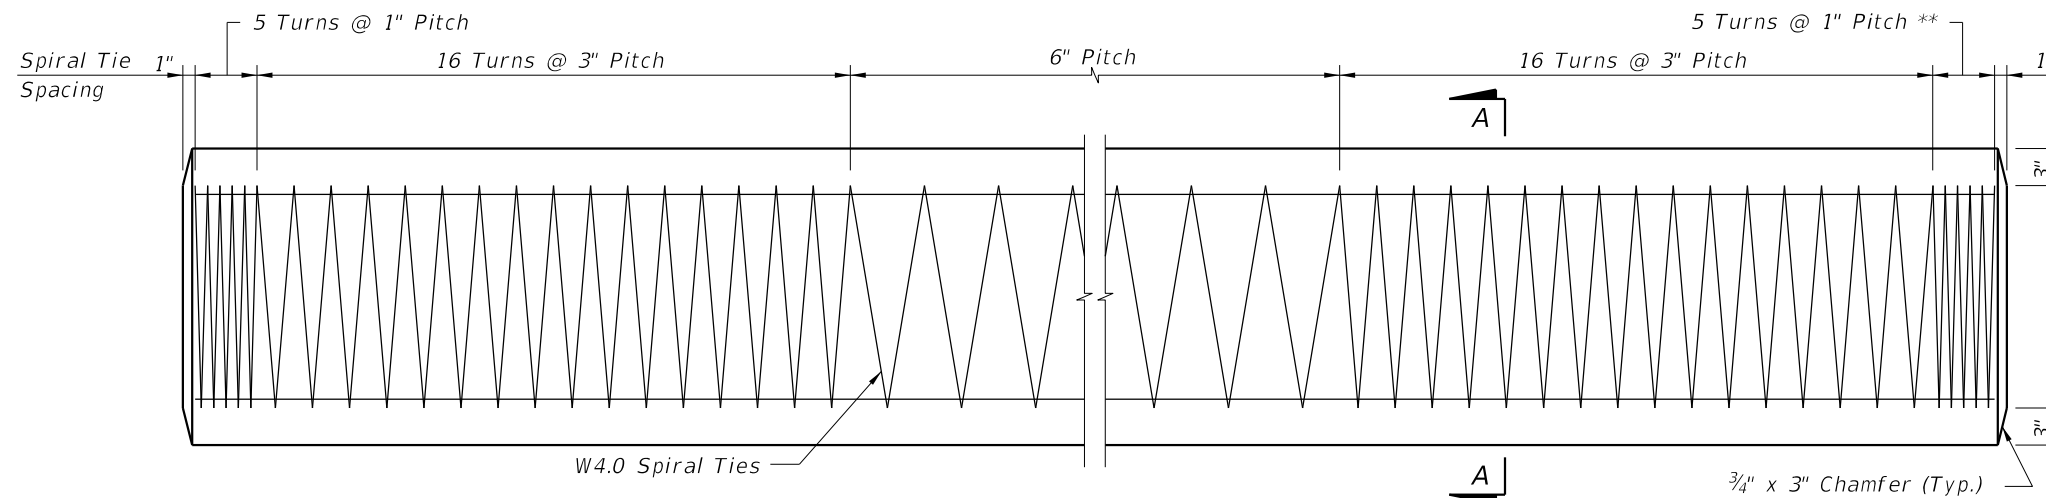 5 Turns @ 1" Pitch
5 Turns @ 1" Pitch **
Spiral Tie
1"
16 Turns @ 3" Pitch
6" Pitch
16 Turns @ 3" Pitch
1
Spacing
A
3"
3"
W4.0 Spiral Ties
A
¾" x 3" Chamfer (Typ.)